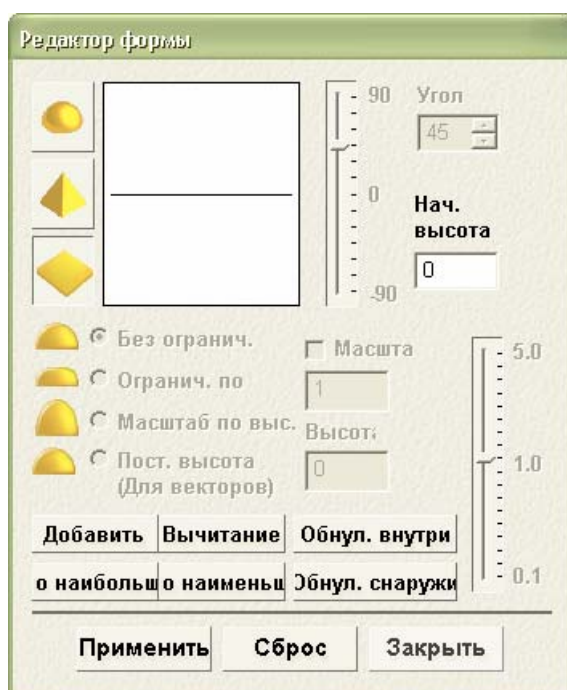 Редактор формы
90 Угол
45
0 Нач.
высота
0
-90
Без огранич.
Масшта
5.0
Огранич. по
1
Масштаб по выс.
Высота
Пост. высота
(Для векторов)
0
1.0
Добавить Вычитание Обнул. внутри
о наибольш о наименьш Обнул. снаружи
0.1
Применить Сброс Закрыть